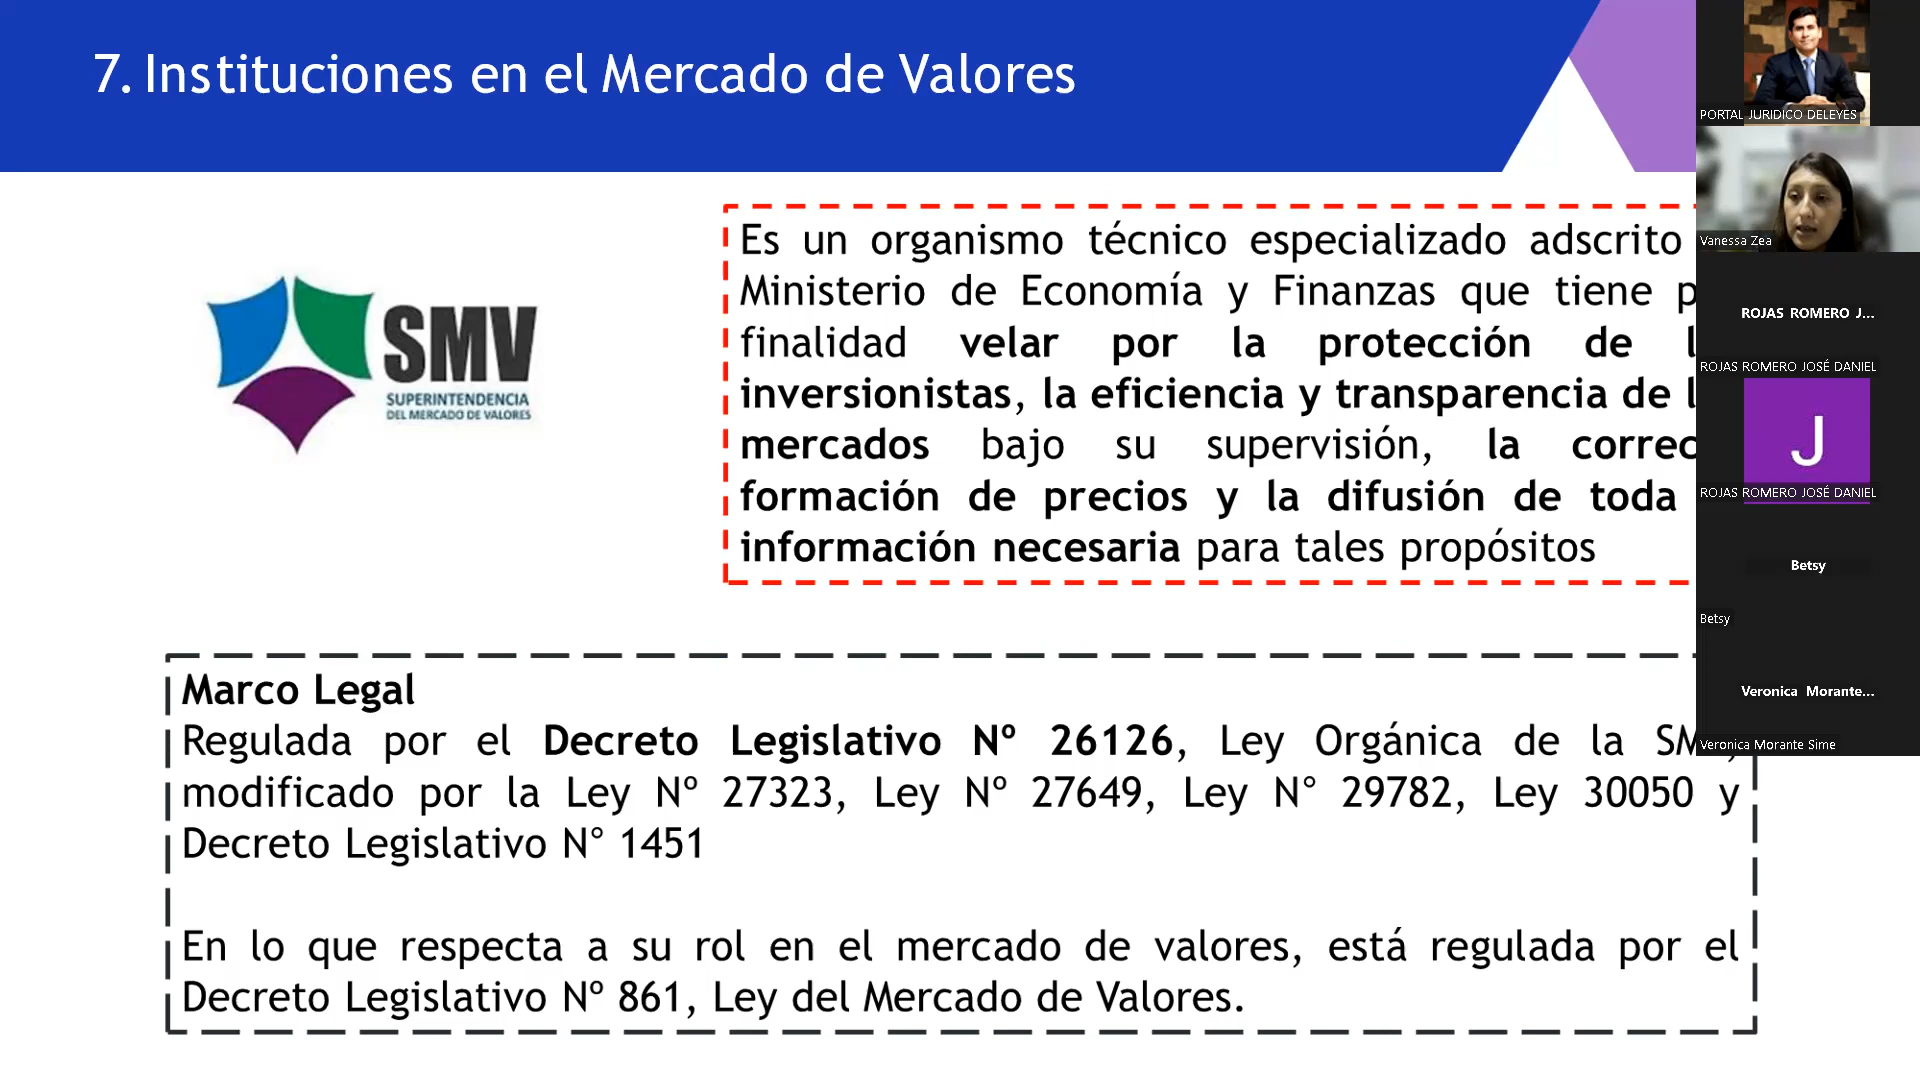 7. Instituciones en el Mercado de Valores
SMV
SUPERINTENDENCIA
DEL MERCADO DE VALORES
Es un organismo técnico especializado adscrito
Ministerio de Economía y Finanzas que tiene
finalidad velar por la protección de
inversionistas, la eficiencia y transparencia de
mercados bajo su supervisión, la
formación de precios y la difusión de toda
información necesaria para tales propósitos
Marco Legal
Regulada por el Decreto Legislativo Nº 26126, Ley Orgánica de la
modificado por la Ley Nº 27323, Ley Nº 27649, Ley N° 29782, Ley 30050 y
Decreto Legislativo N° 1451
En lo que respecta a su rol en el mercado de valores, está regulada por el
Decreto Legislativo Nº 861, Ley del Mercado de Valores.
PORTAL JURIDICO DELEYES
Vanessa Zea
ROJAS ROMERO J...
ROJAS ROMERO JOSÉ DANIEL
J
ROJAS ROMERO JOSÉ DANIEL
Betsy
Betsy
Veronica Morante...
Veronica Morante Sime